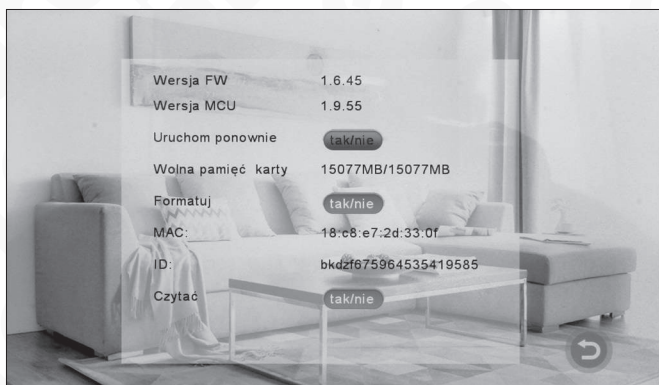 Wersja FW 1.6.45
Wersja MCU 1.9.55
Uruchom ponownie tak/nie
Wolna pamięć karty 15077MB/15077MB
Formatuj tak/nie
MAC: 18:c8:e7:2d:33:0f
ID: bkdzf675964535419585
Czytać tak/nie